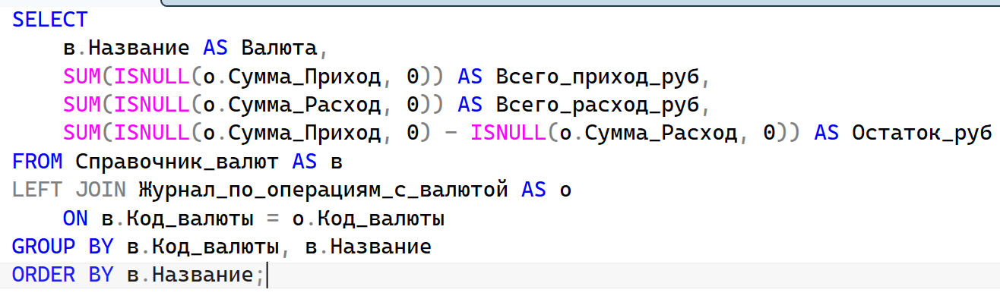 SELECT
    в.Название AS Валюта,
    SUM(ISNULL(о.Сумма_Приход, 0)) AS Всего_приход_руб,
    SUM(ISNULL(о.Сумма_Расход, 0)) AS Всего_расход_руб,
    SUM(ISNULL(о.Сумма_Приход, 0) - ISNULL(о.Сумма_Расход, 0)) AS Остаток_руб
FROM Справочник_валют AS в
LEFT JOIN Журнал_по_операциям_с_валютой AS о
    ON в.Код_валюты = о.Код_валюты
GROUP BY в.Код_валюты, в.Название
ORDER BY в.Название;